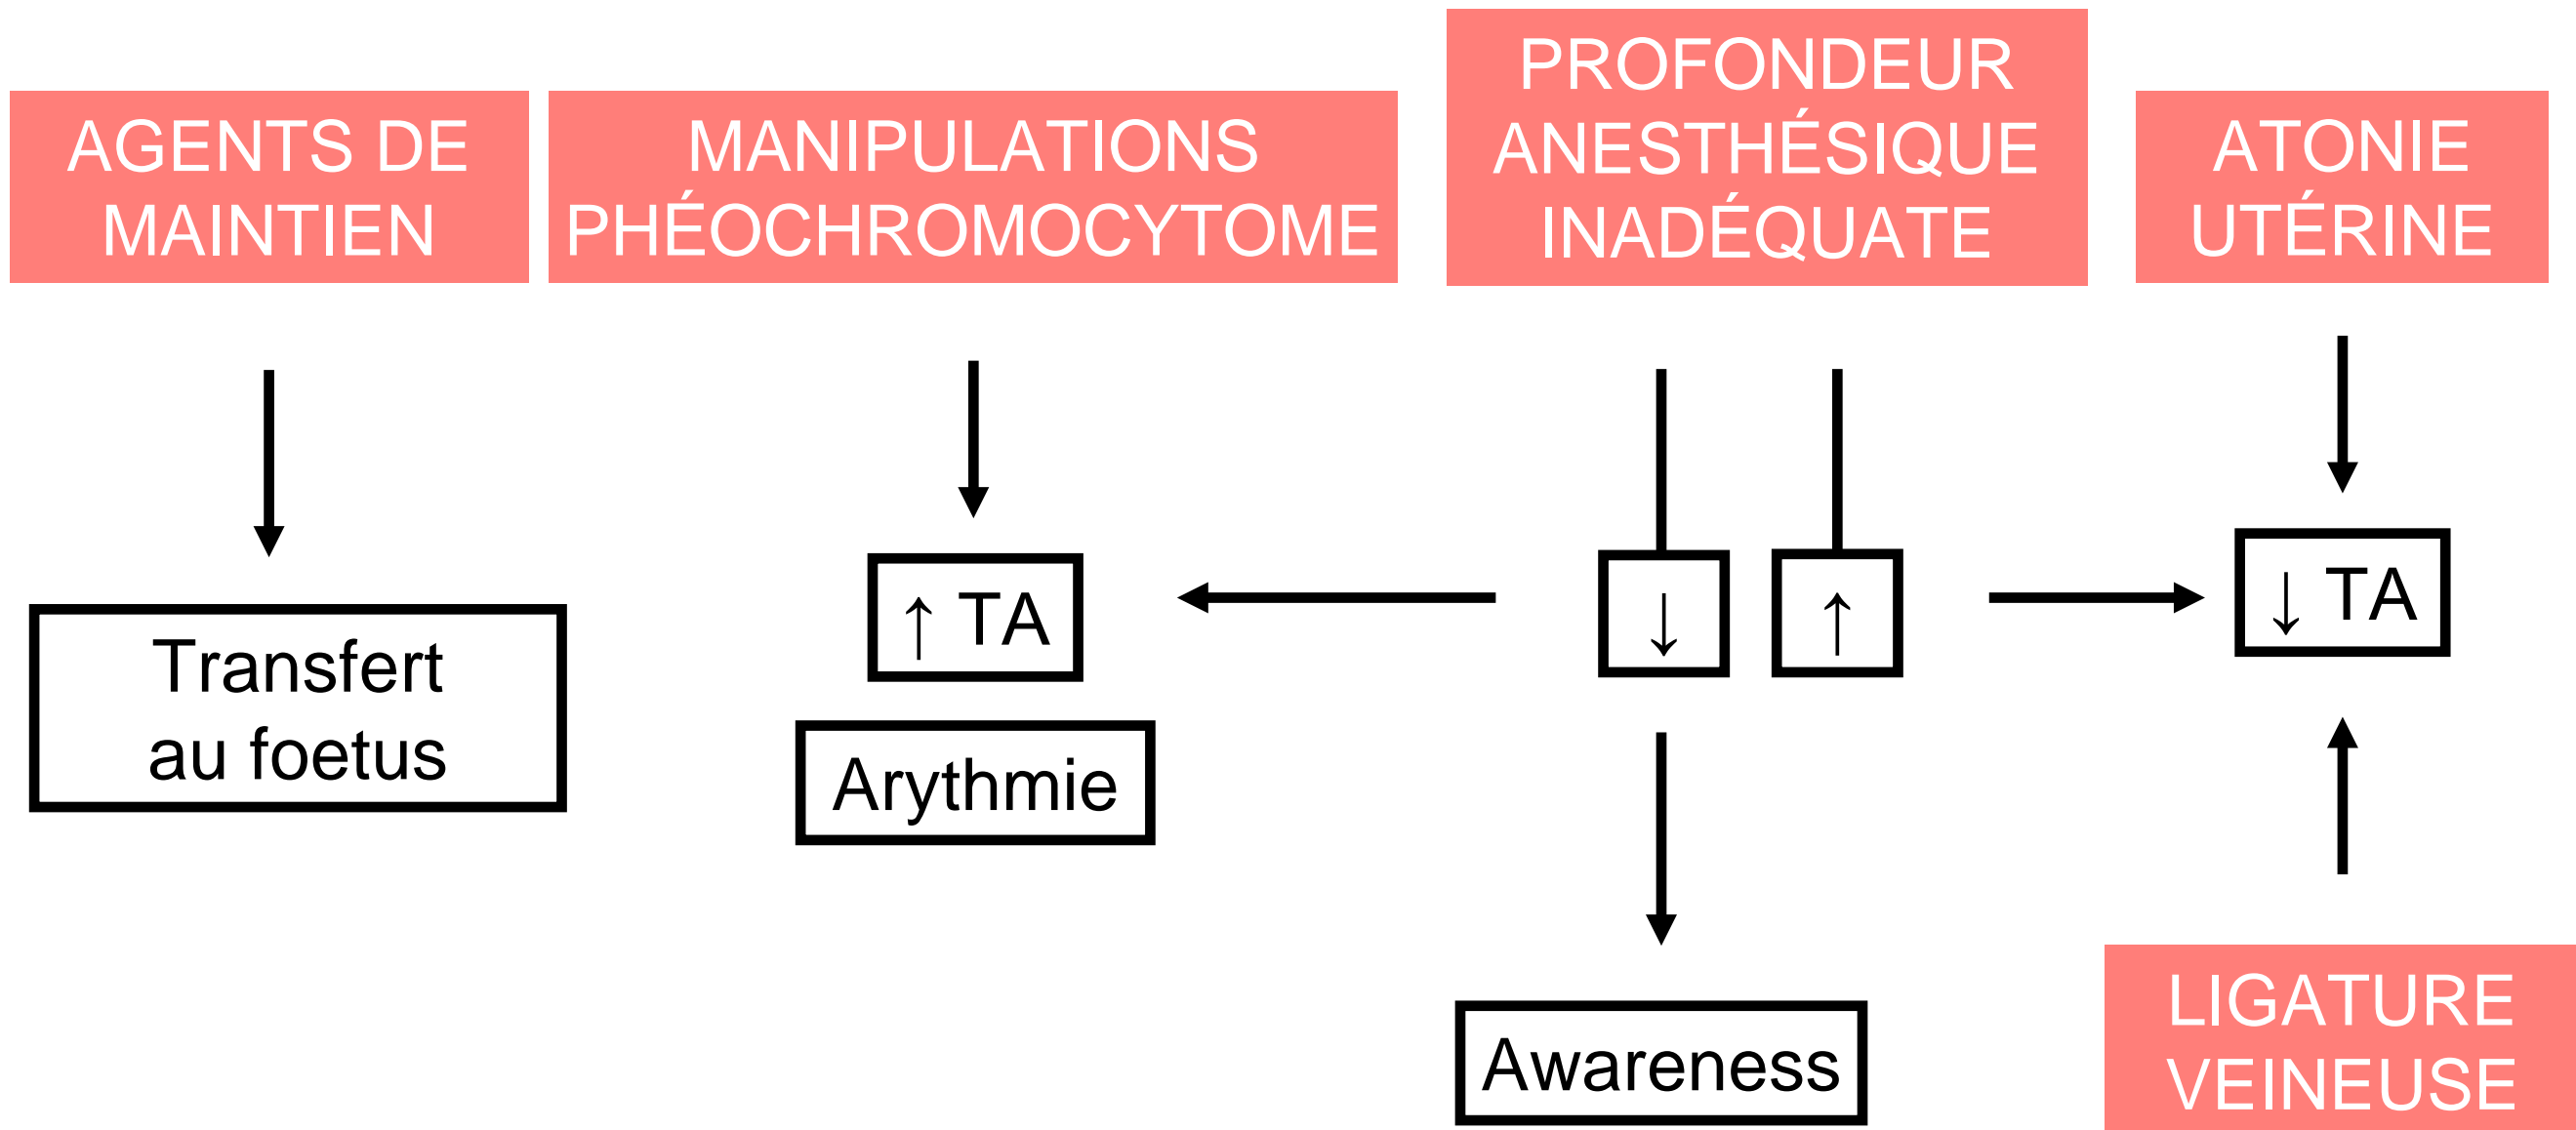 AGENTS DE
MAINTIEN
MANIPULATIONS
PHÉOCHROMOCYTOME
PROFONDEUR
ANESTHÉSIQUE
INADÉQUATE
ATONIE
UTÉRINE
Transfert
au foetus
↑ TA
Arythmie
↓
↑
↓ TA
Awareness
LIGATURE
VEINEUSE